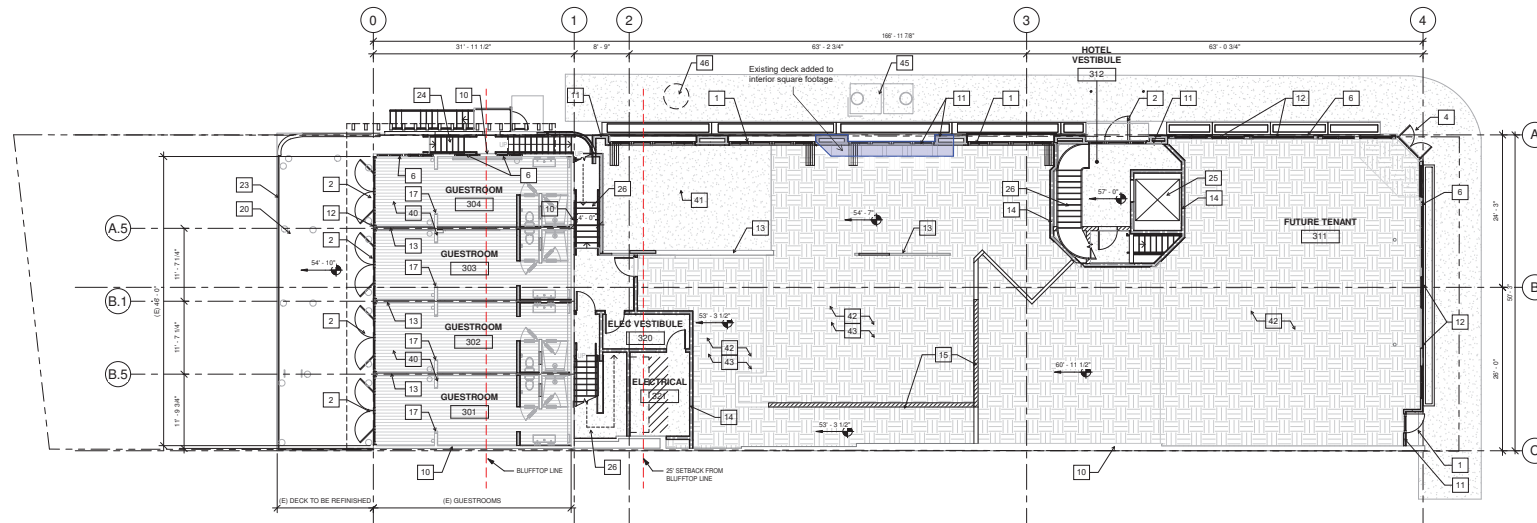 0
1
2
3
4
166' - 11 7/8"
31' - 11 1/2"
8' - 9"
63' - 2 3/4"
63' - 0 3/4"
HOTEL
VESTIBULE
312
46
45
Existing deck added to
interior square footage
24
10
11
1
11
1
2
11
12
6
4
A
6
6
23
2
17
GUESTROOM
304
26
41
54' - 7"
26
57' - 0"
25
14
14
6
20
12
40
10
4' - 0"
FUTURE TENANT
311
24' - 3"
A.5
2
13
GUESTROOM
303
13
13
54' - 10"
17
11' - 7 1/4"
(E) 48' - 0"
B
B.1
13
GUESTROOM
302
ELEC VESTIBULE
320
53' - 3 1/2"
42
43
42
12
2
17
11' - 7 1/4"
42
43
15
40
UP
60' - 11 1/2"
26' - 0"
B.5
13
GUESTROOM
301
ELECTRICAL
321
2
17
14
11' - 9 3/4"
53' - 3 1/2"
C
10
26
10
1
11
BLUFFTOP LINE
25' SETBACK FROM
BLUFFTOP LINE
(E) DECK TO BE REFINISHED
(E) GUESTROOMS